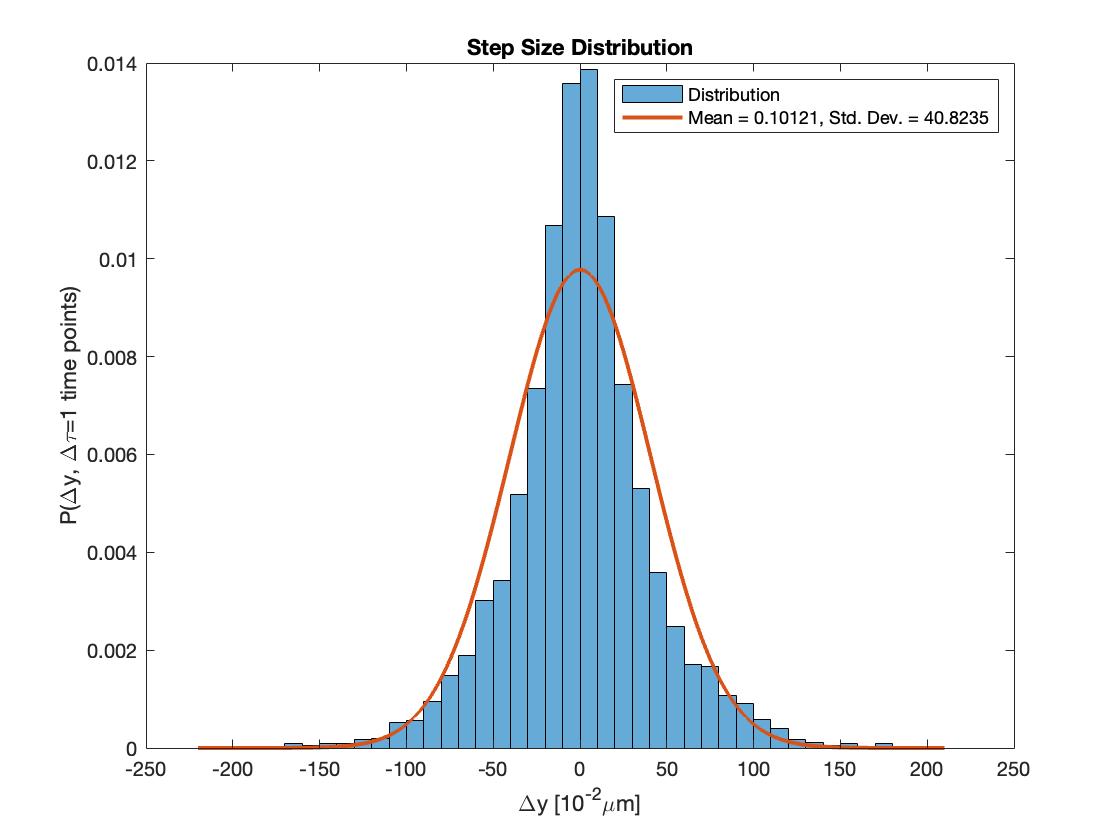 Step Size Distribution
Distribution
Mean = 0.10121, Std. Dev. = 40.8235
P(Δy, Δτ=1 time points)
0.014
0.012
0.01
0.008
0.006
0.004
0.002
0
-250 -200 -150 -100 -50 0 50 100 150 200 250
Δy [10⁻²μm]